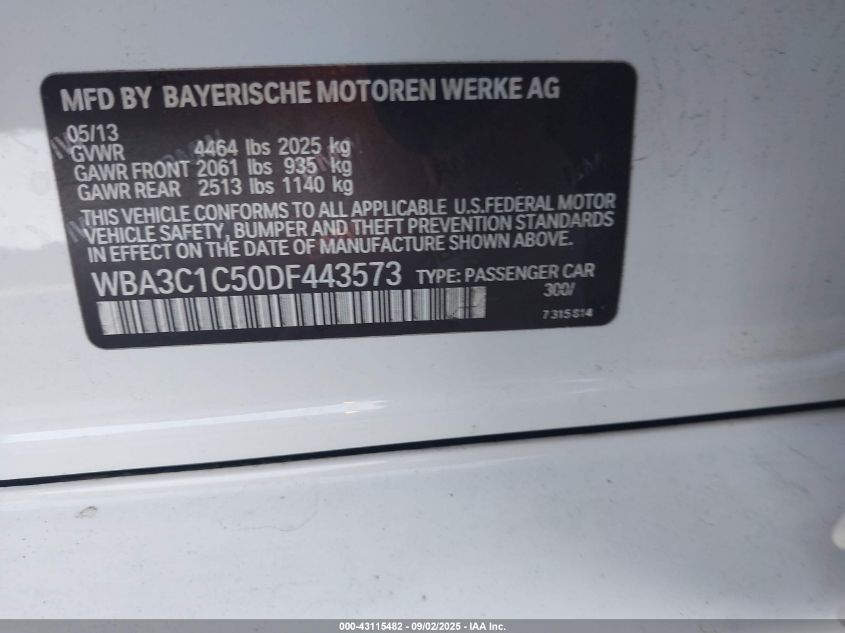 MFD BY BAYERISCHE MOTOREN WERKE AG
05/13
GVWR 4464 lbs 2025 kg
GAWR FRONT 2061 lbs 935 kg
GAWR REAR 2513 lbs 1140 kg
THIS VEHICLE CONFORMS TO ALL APPLICABLE U.S.FEDERAL MOTOR
VEHICLE SAFETY, BUMPER AND THEFT PREVENTION STANDARDS
IN EFFECT ON THE DATE OF MANUFACTURE SHOWN ABOVE.
WBA3C1C50DF443573 TYPE: PASSENGER CAR
300/
7315814
000-43115482 - 09/02/2025 - IAA Inc.